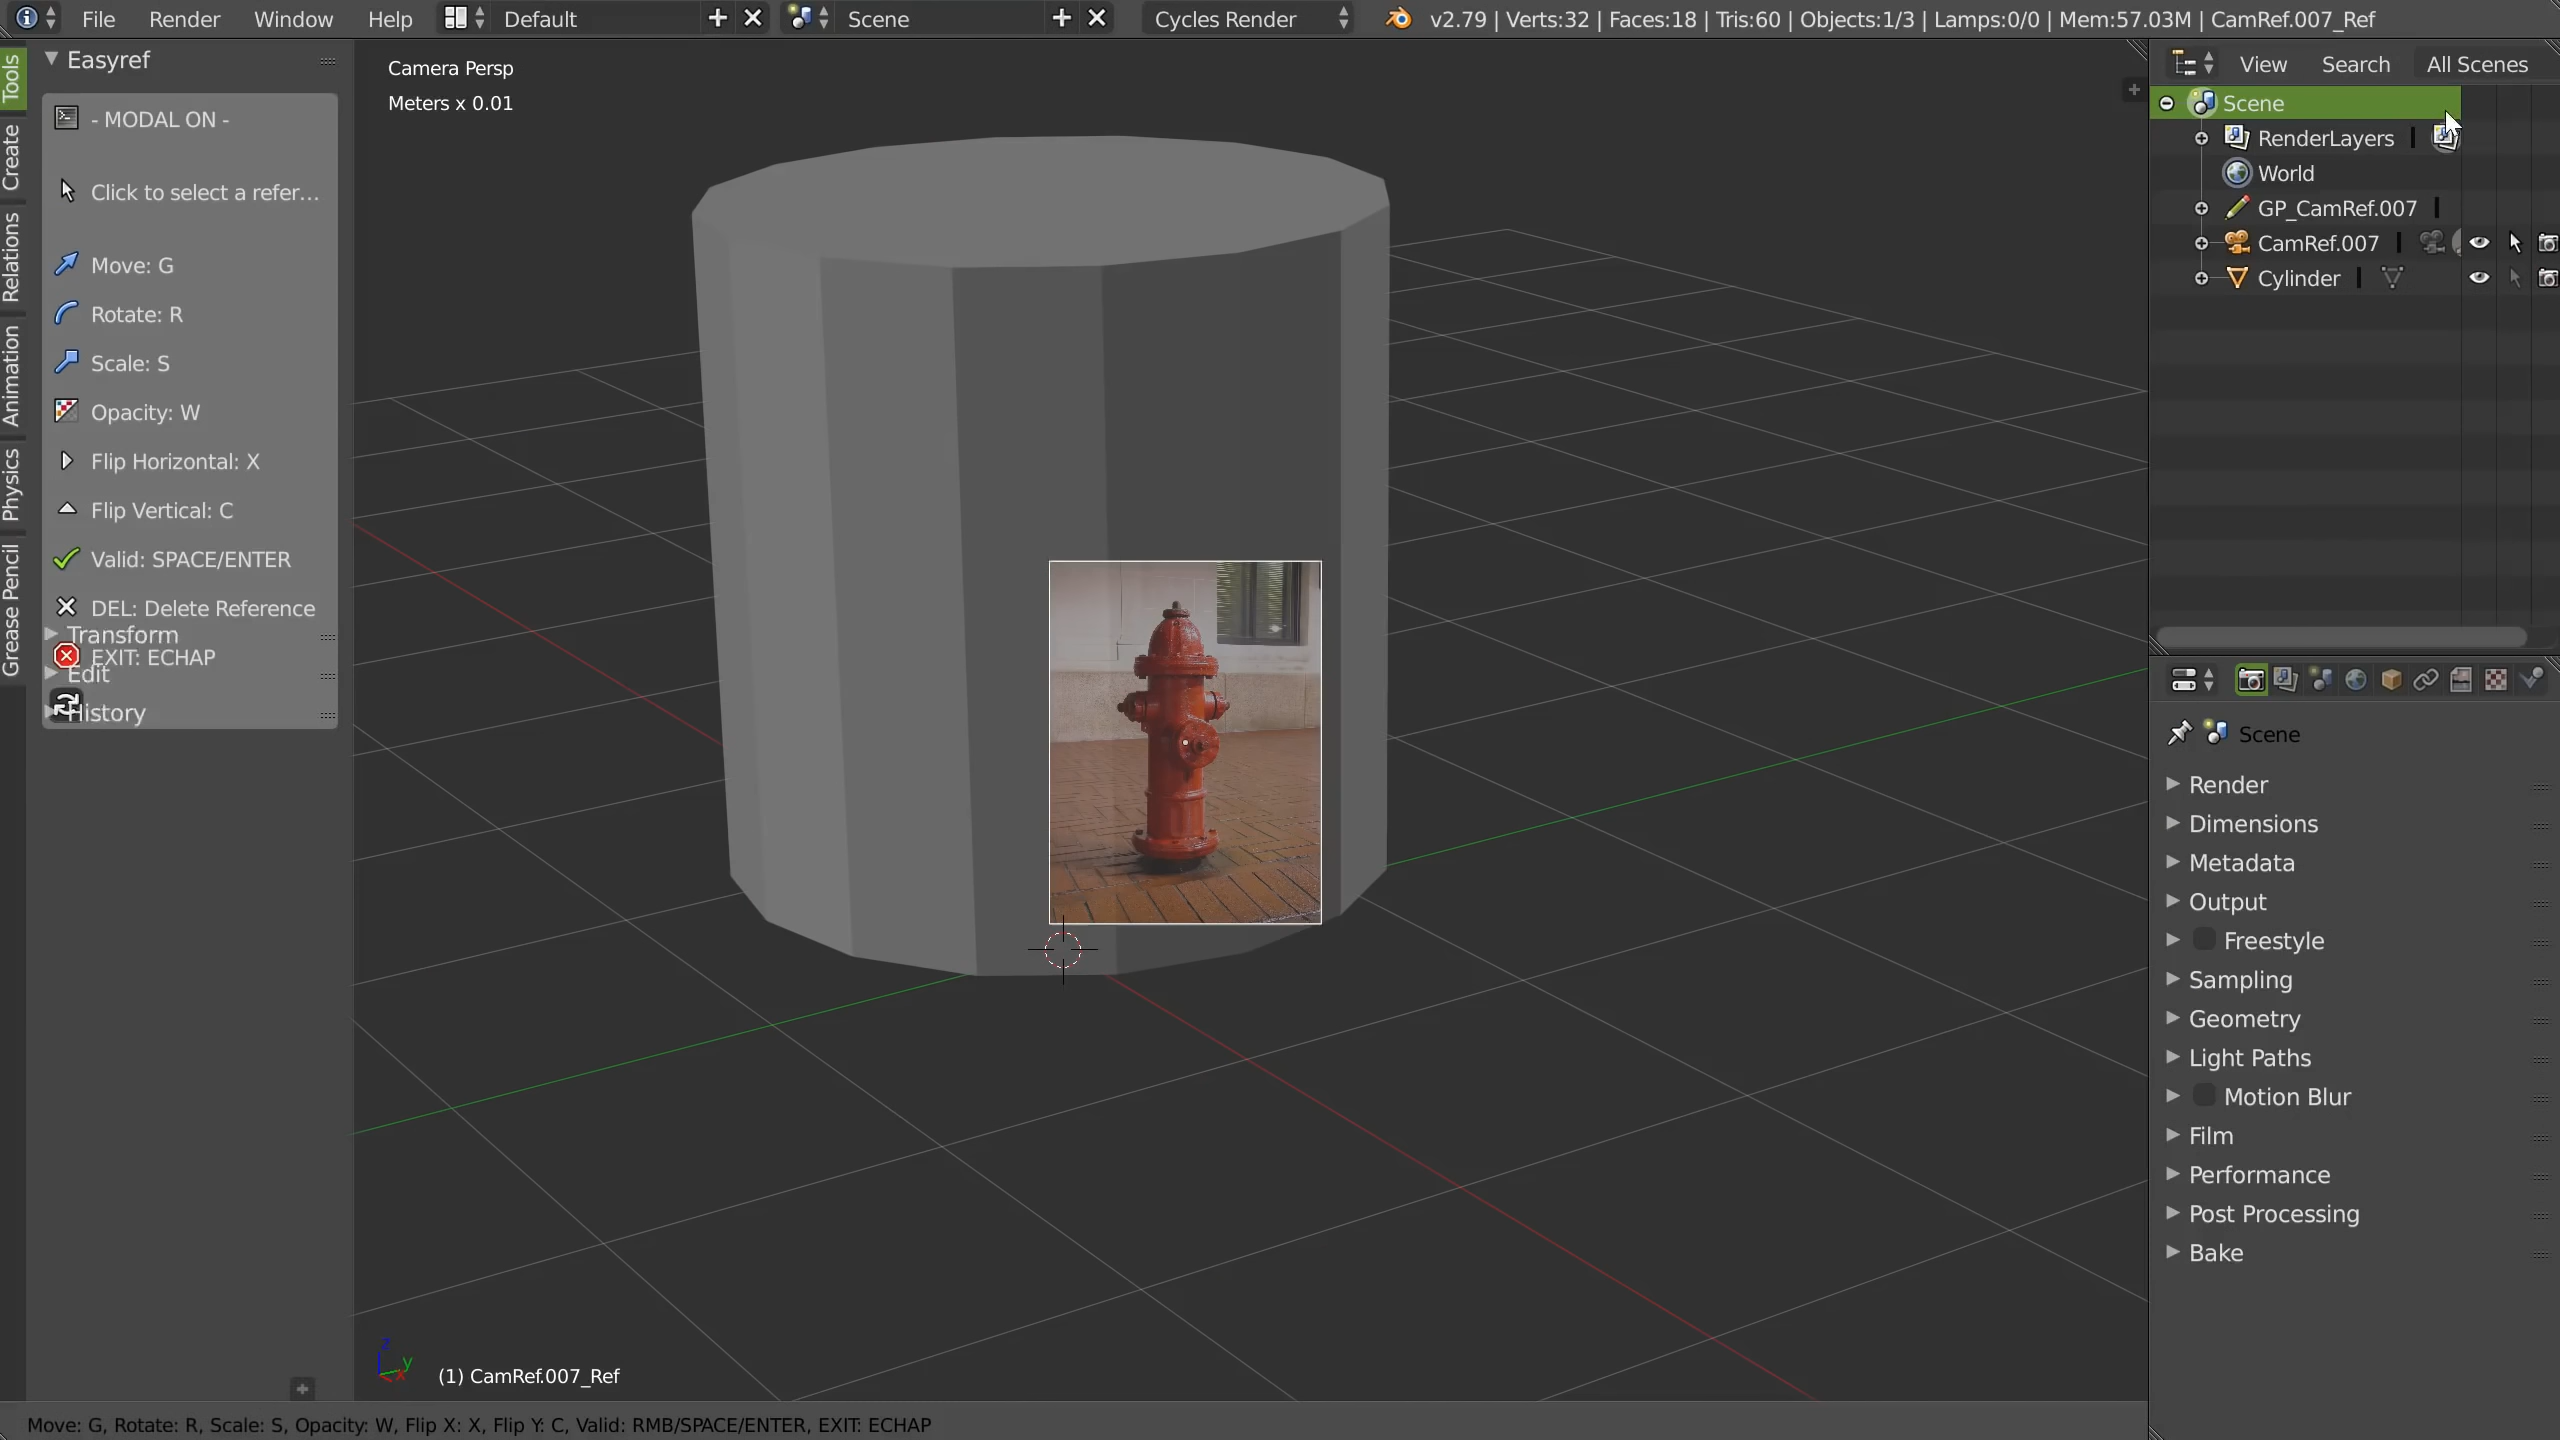 File Render Window Help Default Scene Cycles Render v2.79 | Verts:32 | Faces:18 | Tris:60 | Objects:1/3 | Lamps:0/0 | Mem:57.03M | CamRef.007_Ref
Tools
Create
Relations
Animation
Physics
Grease Pencil
Easyref
- MODAL ON -
Click to select a refer...
Move: G
Rotate: R
Scale: S
Opacity: W
Flip Horizontal: X
Flip Vertical: C
Valid: SPACE/ENTER
DEL: Delete Reference
Transform
EXIT: ECHAP
Edit
History
Camera Persp
Meters x 0.01
z
y
x
(1) CamRef.007_Ref
Move: G, Rotate: R, Scale: S, Opacity: W, Flip X: X, Flip Y: C, Valid: RMB/SPACE/ENTER, EXIT: ECHAP
View Search All Scenes
Scene
RenderLayers
World
GP_CamRef.007
CamRef.007
Cylinder
Scene
Render
Dimensions
Metadata
Output
Freestyle
Sampling
Geometry
Light Paths
Motion Blur
Film
Performance
Post Processing
Bake